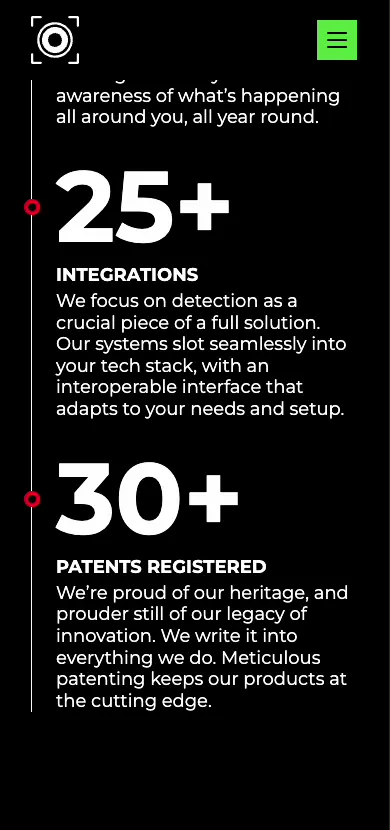 awareness of what’s happening
all around you, all year round.
25+
INTEGRATIONS
We focus on detection as a
crucial piece of a full solution.
Our systems slot seamlessly into
your tech stack, with an
interoperable interface that
adapts to your needs and setup.
30+
PATENTS REGISTERED
We’re proud of our heritage, and
prouder still of our legacy of
innovation. We write it into
everything we do. Meticulous
patenting keeps our products at
the cutting edge.